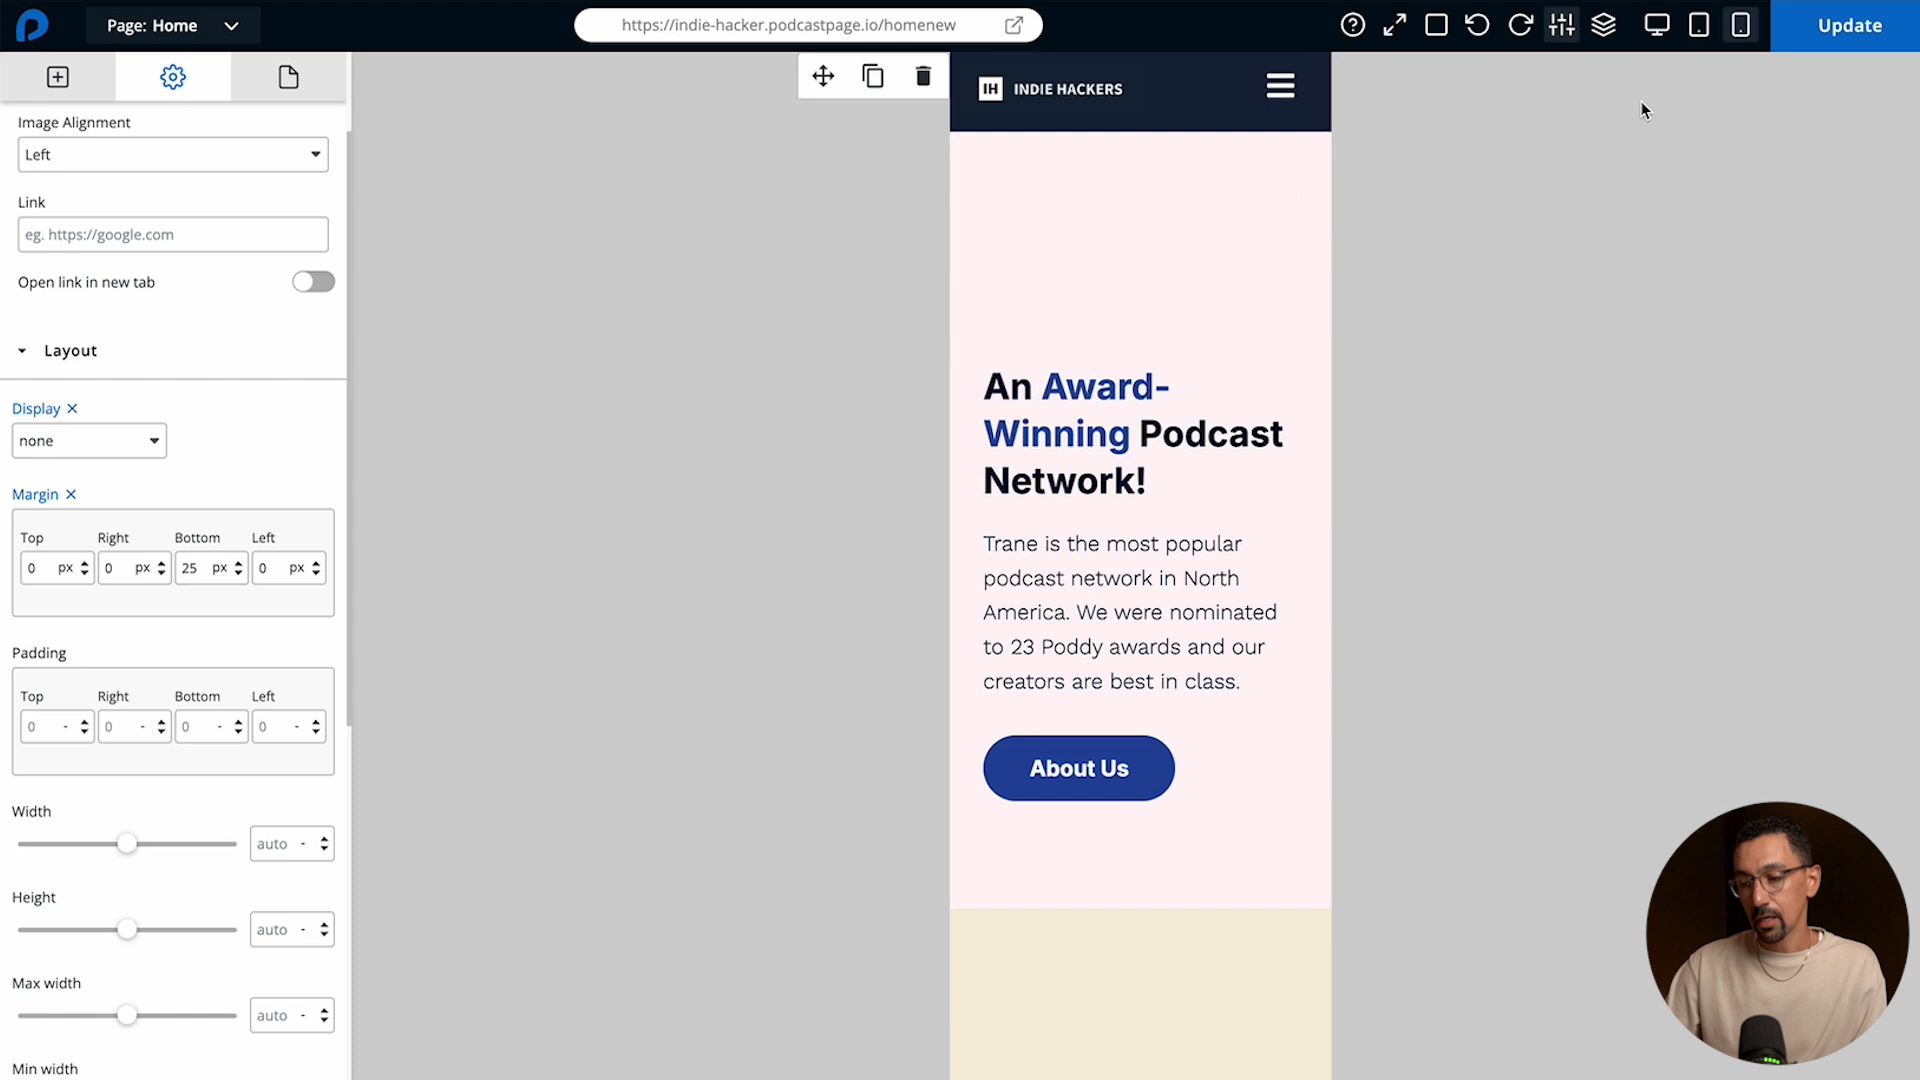 Page: Home
https://indie-hacker.podcastpage.io/homenew
Update
Image Alignment
Left
Link
eg. https://google.com
Open link in new tab
Layout
Display ×
none
Margin ×
Top Right Bottom Left
0 px 0 px 25 px 0 px
Padding
Top Right Bottom Left
0 - 0 - 0 - 0 -
Width
auto -
Height
auto -
Max width
auto -
Min width
IH INDIE HACKERS
An Award-
Winning Podcast
Network!
Trane is the most popular
podcast network in North
America. We were nominated
to 23 Poddy awards and our
creators are best in class.
About Us